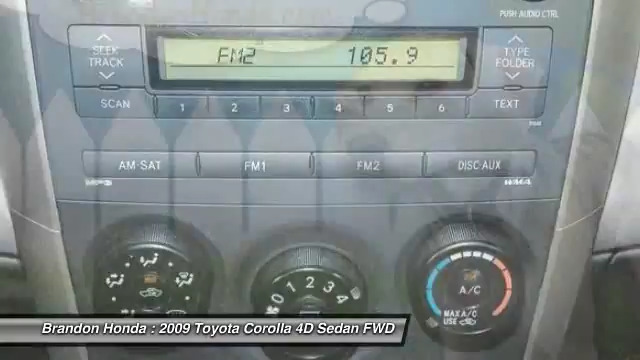 PUSH AUDIO CTRL
SEEK
TRACK
FM2 105.9
TYPE
FOLDER
SCAN 1 2 3 4 5 6 TEXT
AM·SAT FM1 FM2 DISC·AUX
0 1 2 3 4
A/C
MAX A/C
USE
Brandon Honda : 2009 Toyota Corolla 4D Sedan FWD